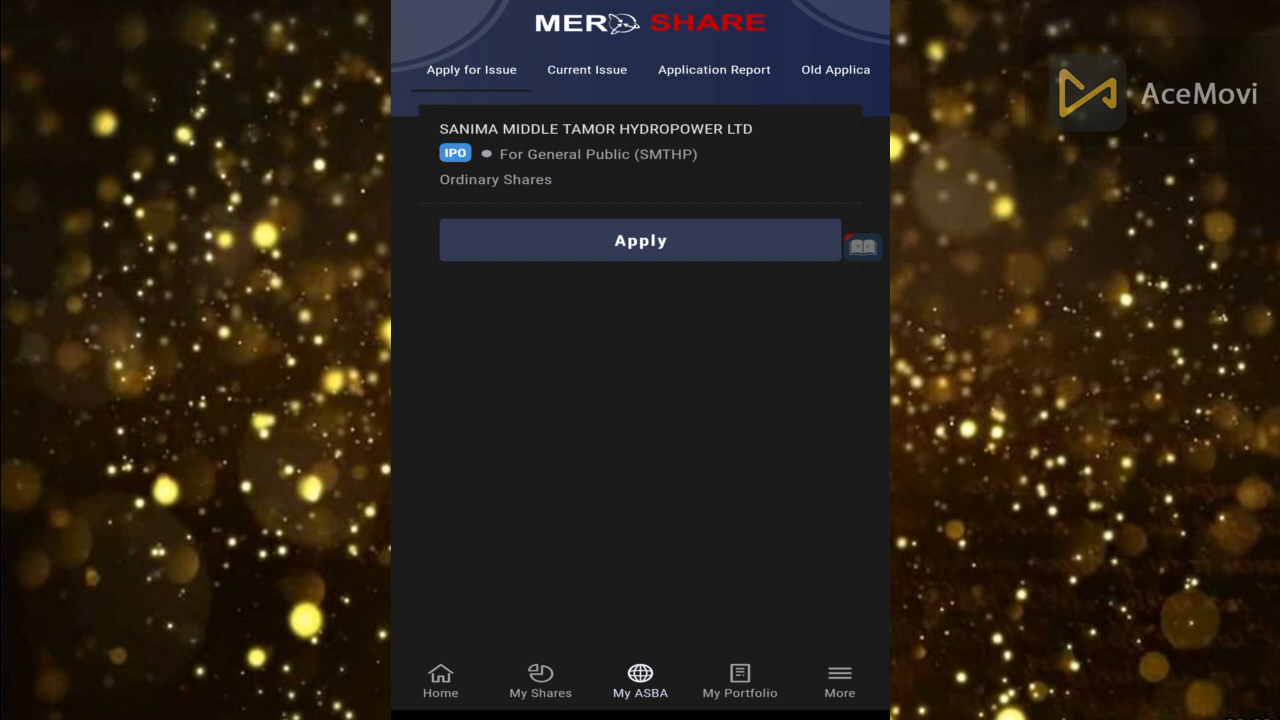 MERO SHARE
Apply for Issue Current Issue Application Report Old Applica
SANIMA MIDDLE TAMOR HYDROPOWER LTD
IPO For General Public (SMTHP)
Ordinary Shares
Apply
Home My Shares My ASBA My Portfolio More
AceMovi